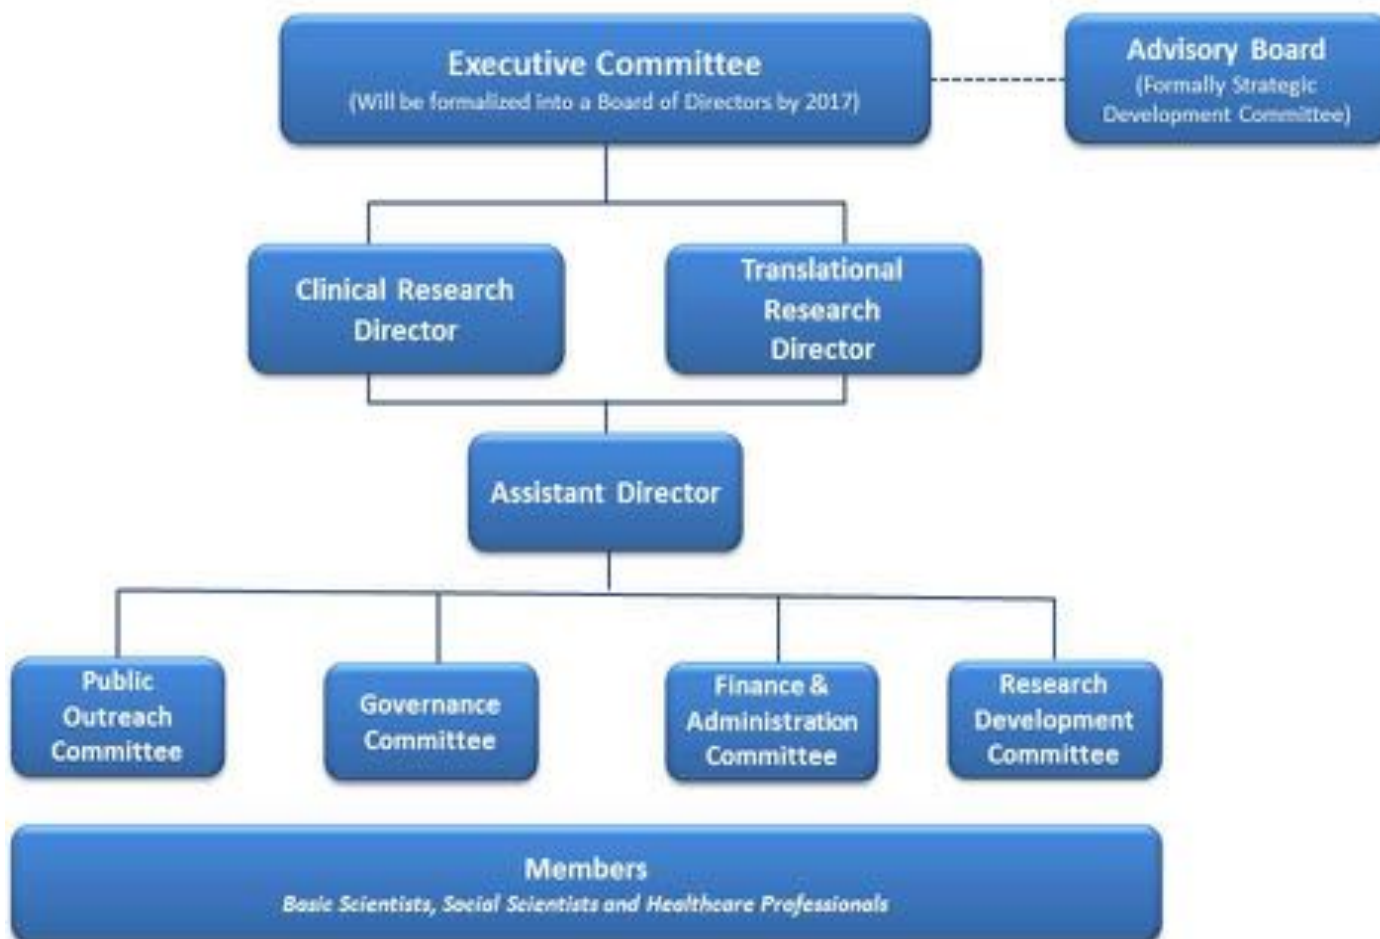 Executive Committee
(Will be formalized into a Board of Directors by 2017)
Advisory Board
(Formally Strategic
Development Committee)
Clinical Research
Director
Translational
Research
Director
Assistant Director
Public
Outreach
Committee
Governance
Committee
Finance &
Administration
Committee
Research
Development
Committee
Members
Basic Scientists, Social Scientists and Healthcare Professionals